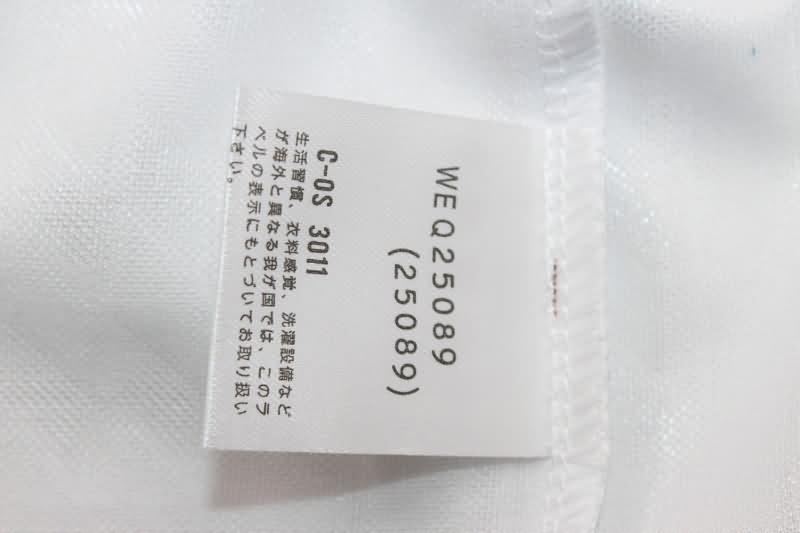 WEQ25089
(25089)
C-OS 3011
生活習慣、衣料感覚、洗濯設備など
が海外と異なる我が国では、このラ
ベルの表示にもとづいてお取り扱い
下さい。